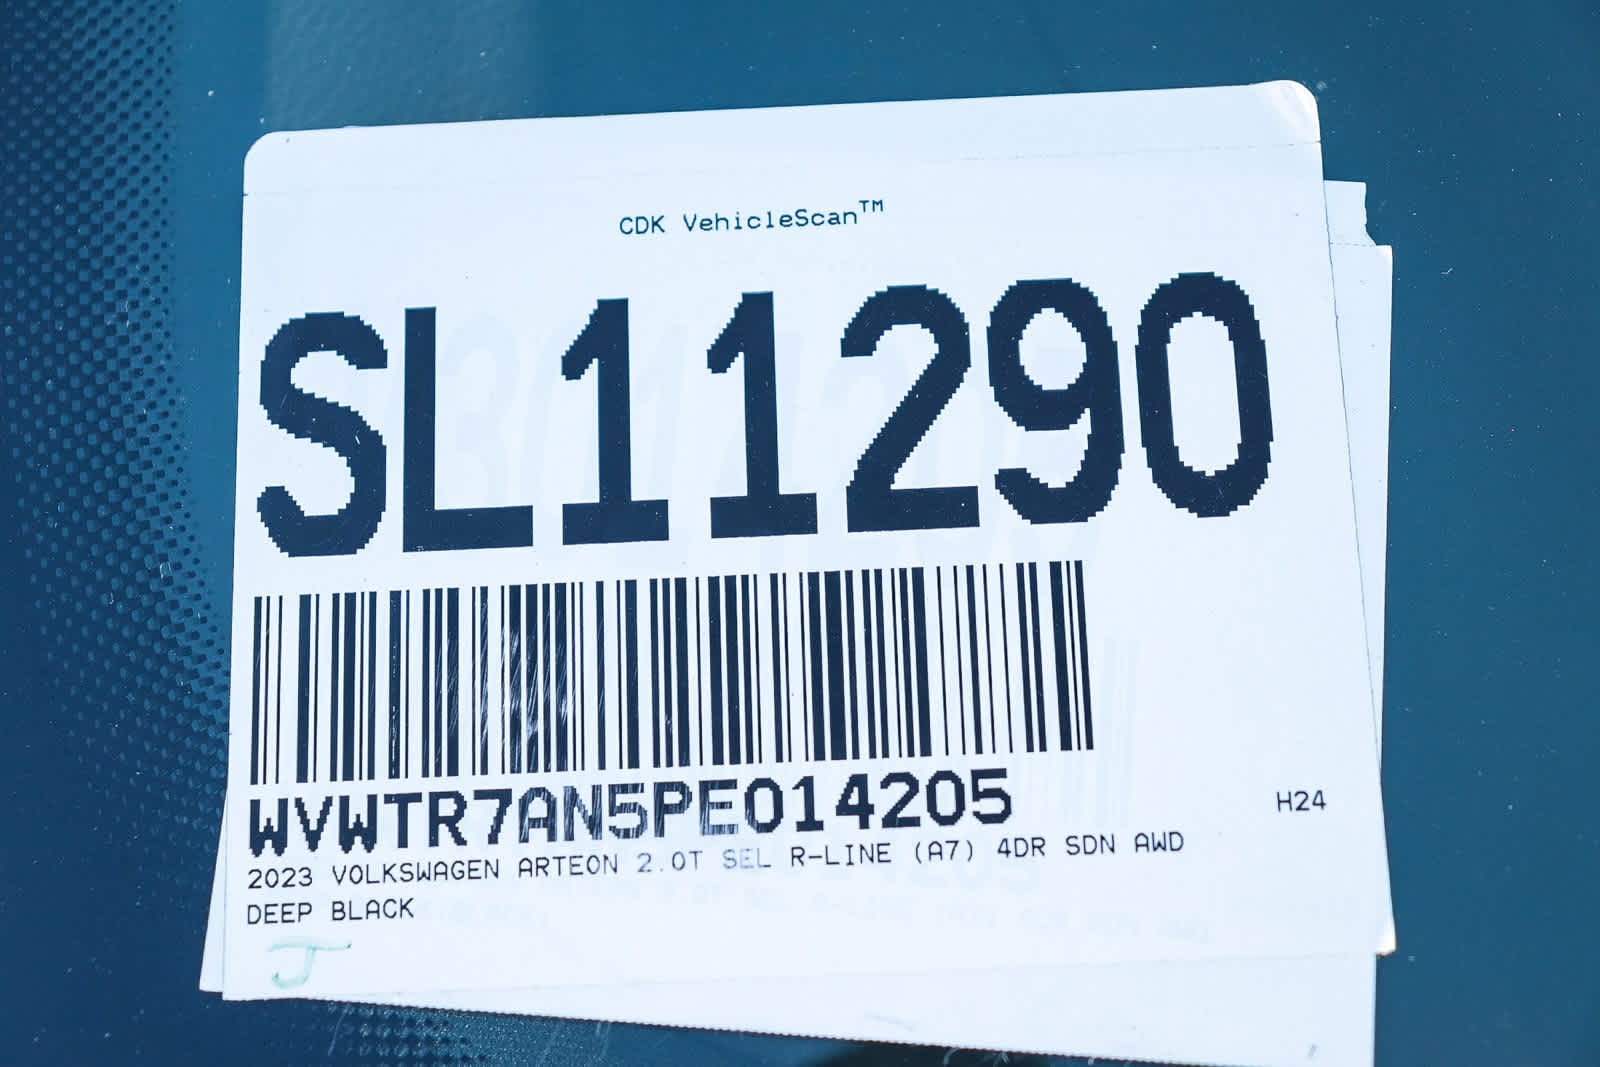 CDK VehicleScan™
SL11290
WVWTR7AN5PE014205
H24
2023 VOLKSWAGEN ARTEON 2.0T SEL R-LINE (A7) 4DR SDN AWD
DEEP BLACK
J